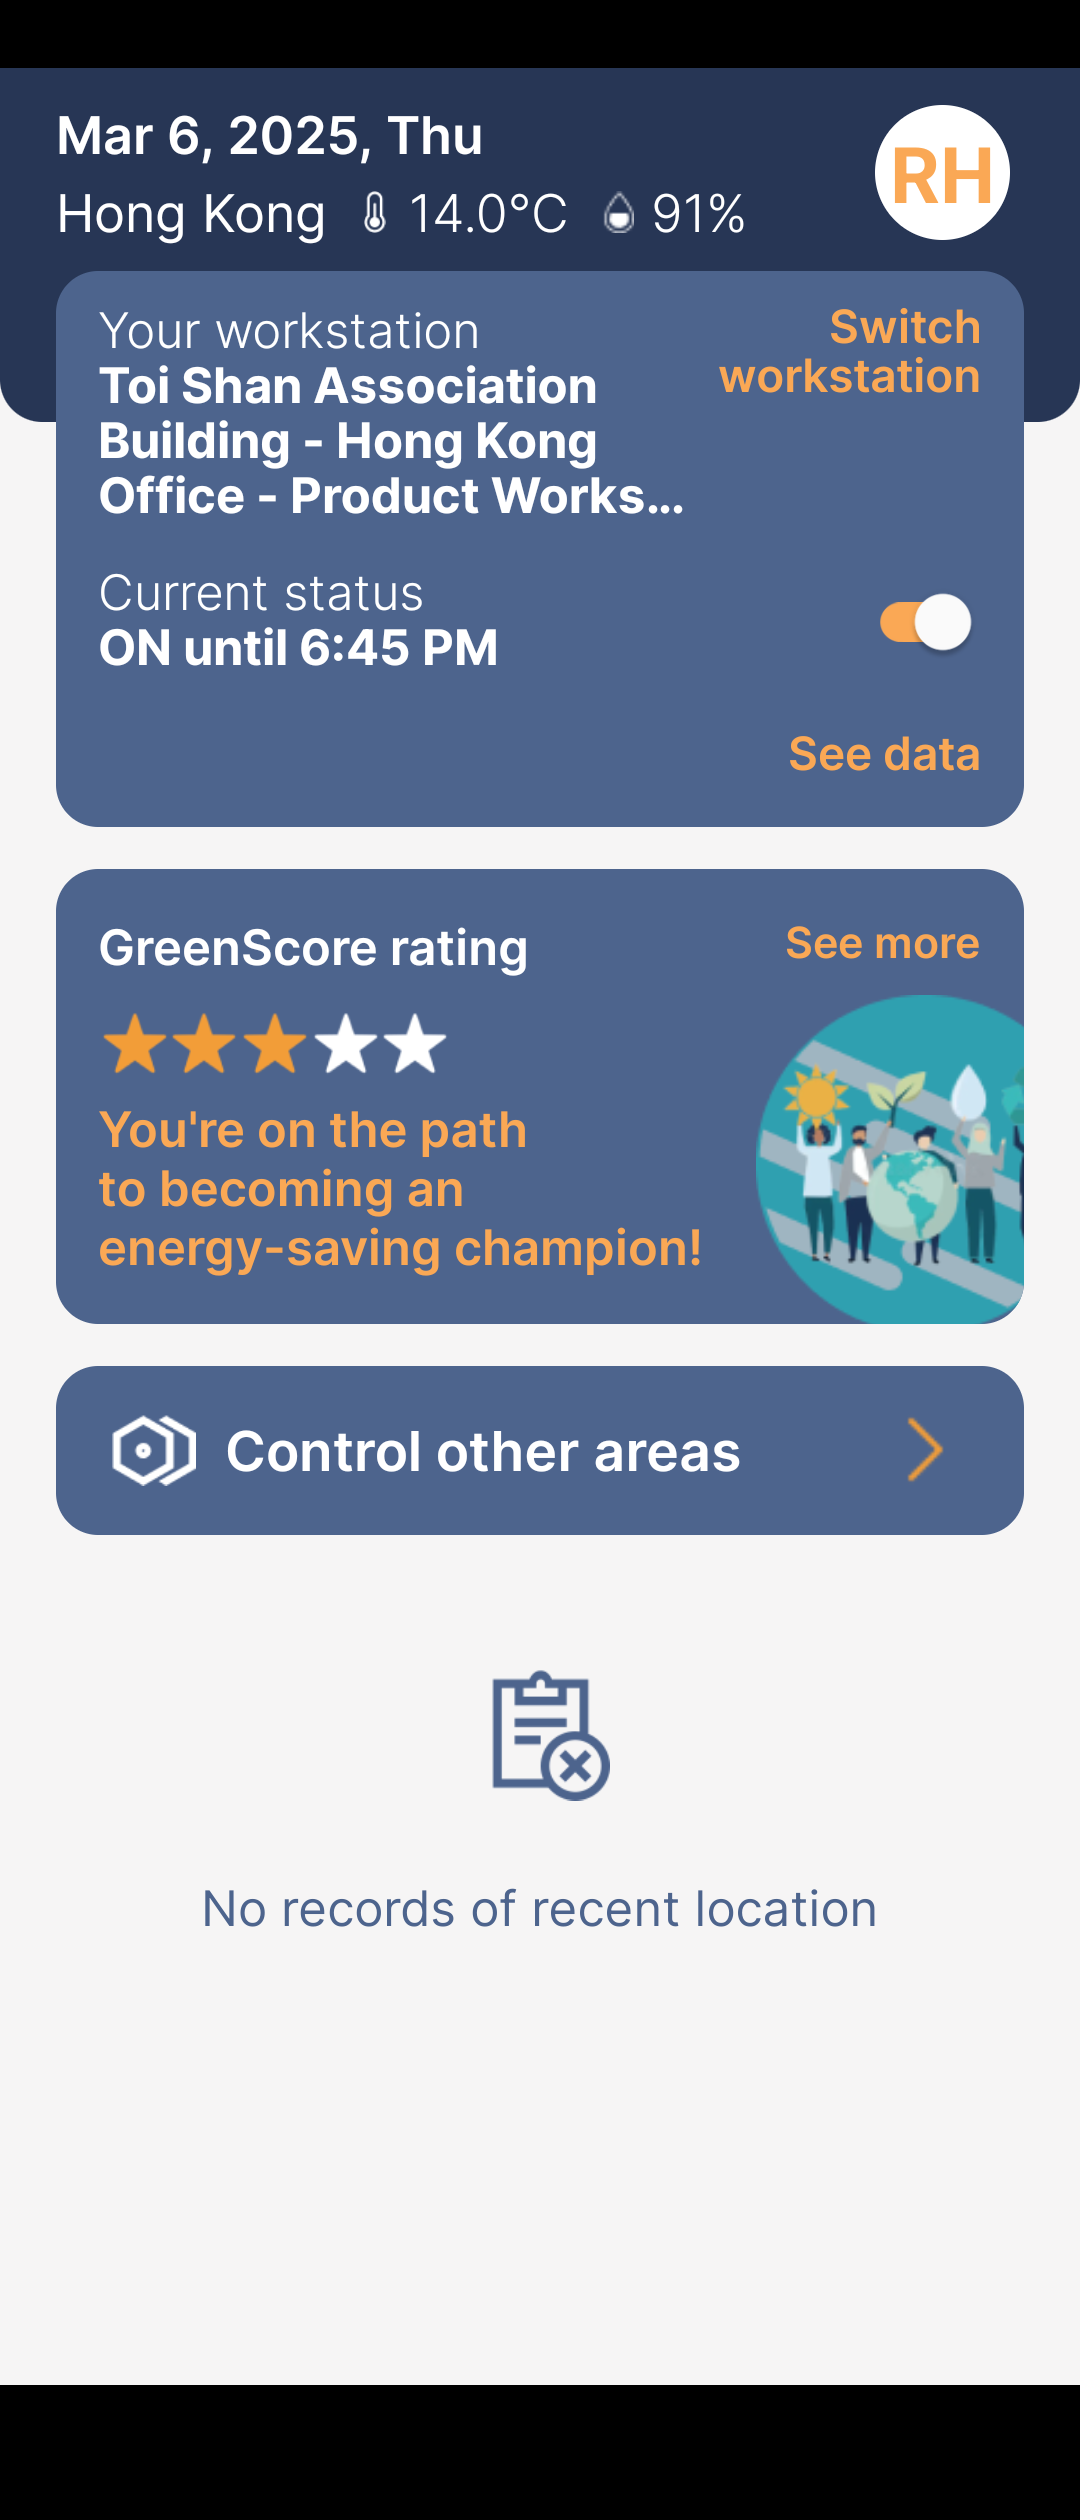 Mar 6, 2025, Thu
Hong Kong 14.0°C 91%
RH
Your workstation
Switch
workstation
Toi Shan Association
Building - Hong Kong
Office - Product Works...
Current status
ON until 6:45 PM
See data
GreenScore rating
See more
You're on the path
to becoming an
energy-saving champion!
Control other areas
No records of recent location